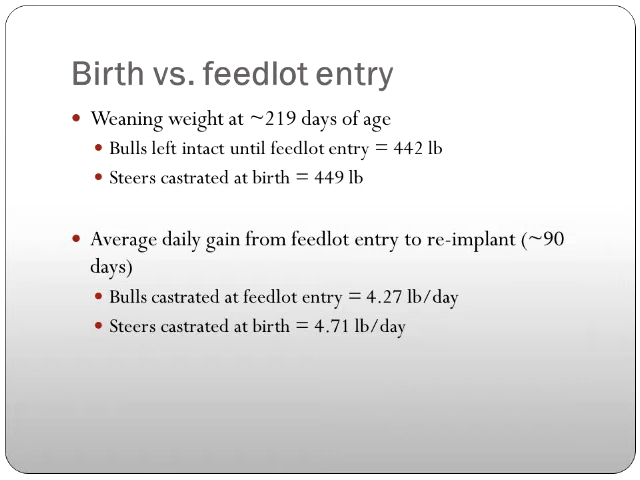 Birth vs. feedlot entry
• Weaning weight at ~219 days of age
• Bulls left intact until feedlot entry = 442 lb
• Steers castrated at birth = 449 lb
• Average daily gain from feedlot entry to re-implant (~90
days)
• Bulls castrated at feedlot entry = 4.27 lb/day
• Steers castrated at birth = 4.71 lb/day